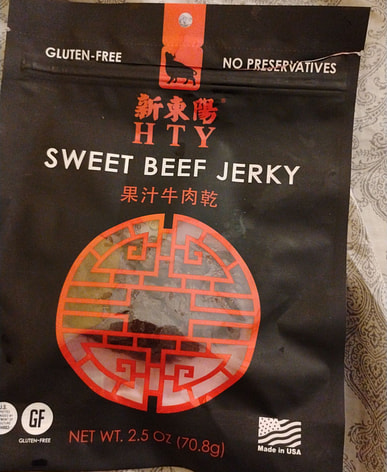 GLUTEN-FREE
NO PRESERVATIVES
新東陽®
HTY
SWEET BEEF JERKY
果汁牛肉乾
GF
GLUTEN-FREE
Made in USA
NET WT. 2.5 OZ (70.8g)